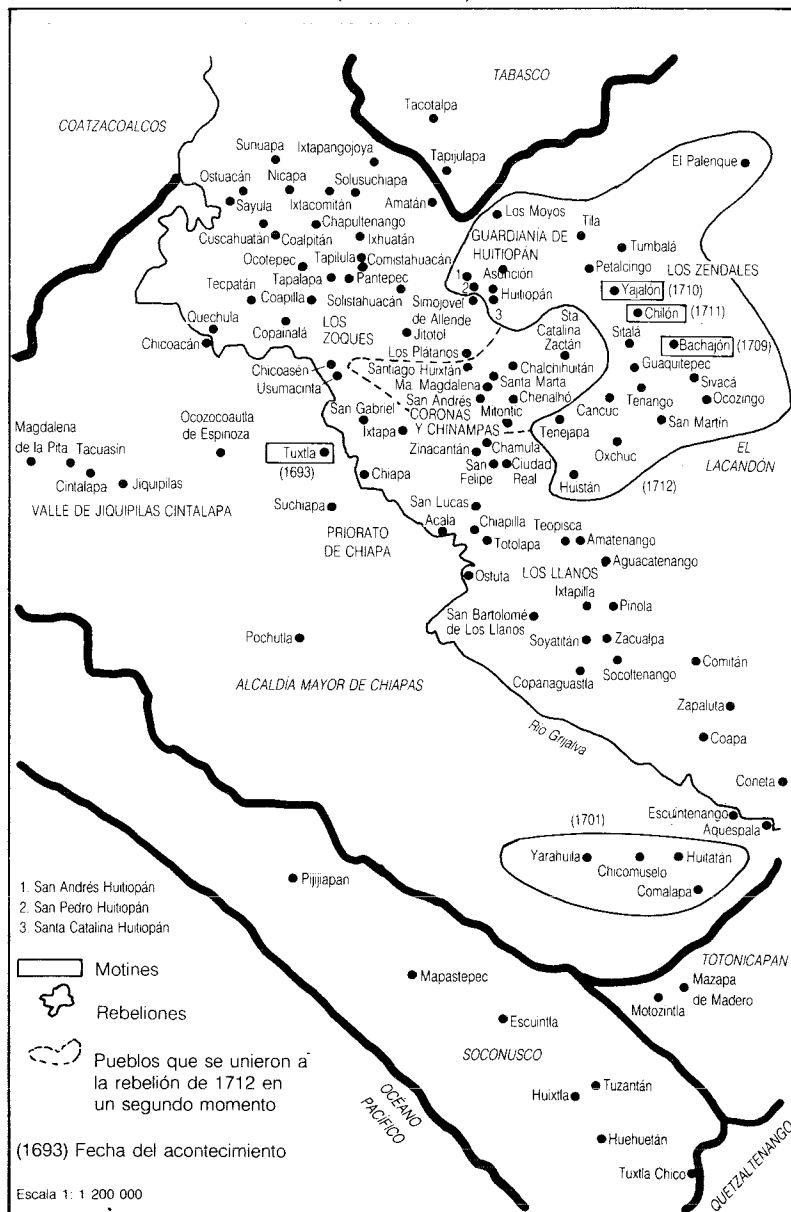 TABASCO
COATZACOALCOS
Tacotalpa
Sunuapa
Ixtapangojoya
Tapijulapa
El Palenque
Ostuacán
Nicapa
Solusuchiapa
Sayula
Ixtacomitán
Amatán
Chapultenango
Los Moyos
Cuscahuatán
Coalpitán
Ixhuatán
GUARDIANÍA DE
HUITIOPÁN
Tila
Tumbalá
Ocotepec
Tapilula
Comistahuacán
1
Asunción
Petalcingo
LOS ZENDALES
Tecpatán
Tapalapa
Pantepec
2
Huitiopán
Yajalón (1710)
Coapilla
Solistahuacán
Simojovel
de Allende
3
Chilón (1711)
Quechula
Copainalá
LOS
ZOQUES
Jitotol
Sta.
Catalina
Zactán
Sitalá
Bachajón (1709)
Chicoacán
Los Plátanos
Chicoasén
Santiago Huixtán
Chalchihuitán
Guaquitepec
Usumacinta
Ma. Magdalena
Santa Marta
Sivacá
San Andrés
Chenalhó
Cancuc
Tenango
Ocozingo
San Gabriel
CORONAS
Y CHINAMPAS
Mitontic
Ocozocoautla
de Espinoza
Ixtapa
Tenejapa
San Martín
Magdalena
de la Pita
Tacuasín
Tuxtla
(1693)
Zinacantán
Chamula
Oxchuc
EL
LACANDÓN
Cintalapa
Jiquipilas
Chiapa
San
Felipe
Ciudad
Real
Huistán
(1712)
VALLE DE JIQUIPILAS CINTALAPA
Suchiapa
San Lucas
PRIORATO
DE CHIAPA
Acala
Chiapilla
Teopisca
Totolapa
Amatenango
Aguacatenango
Ostuta
LOS LLANOS
Ixtapilla
Pinola
San Bartolomé
de Los Llanos
Pochutla
Soyatitán
Zacualpa
Comitán
ALCALDÍA MAYOR DE CHIAPAS
Copanaguastla
Socoltenango
Zapaluta
Río Grijalva
Coapa
Coneta
Escuintenango
(1701)
Aquespala
Yarahuila
Chicomuselo
Huitatán
Comalapa
Pijijiapan
1. San Andrés Huitiopán
2. San Pedro Huitiopán
3. Santa Catalina Huitiopán
TOTONICAPAN
Motines
Mapastepec
Mazapa
de Madero
Motozintla
Rebeliones
Escuintla
SOCONUSCO
Pueblos que se unieron a
la rebelión de 1712 en
un segundo momento
Huixtla
Tuzantán
OCÉANO
PACÍFICO
(1693) Fecha del acontecimiento
Huehuetán
Tuxtla Chico
QUETZALTENANGO
Escala 1: 1 200 000